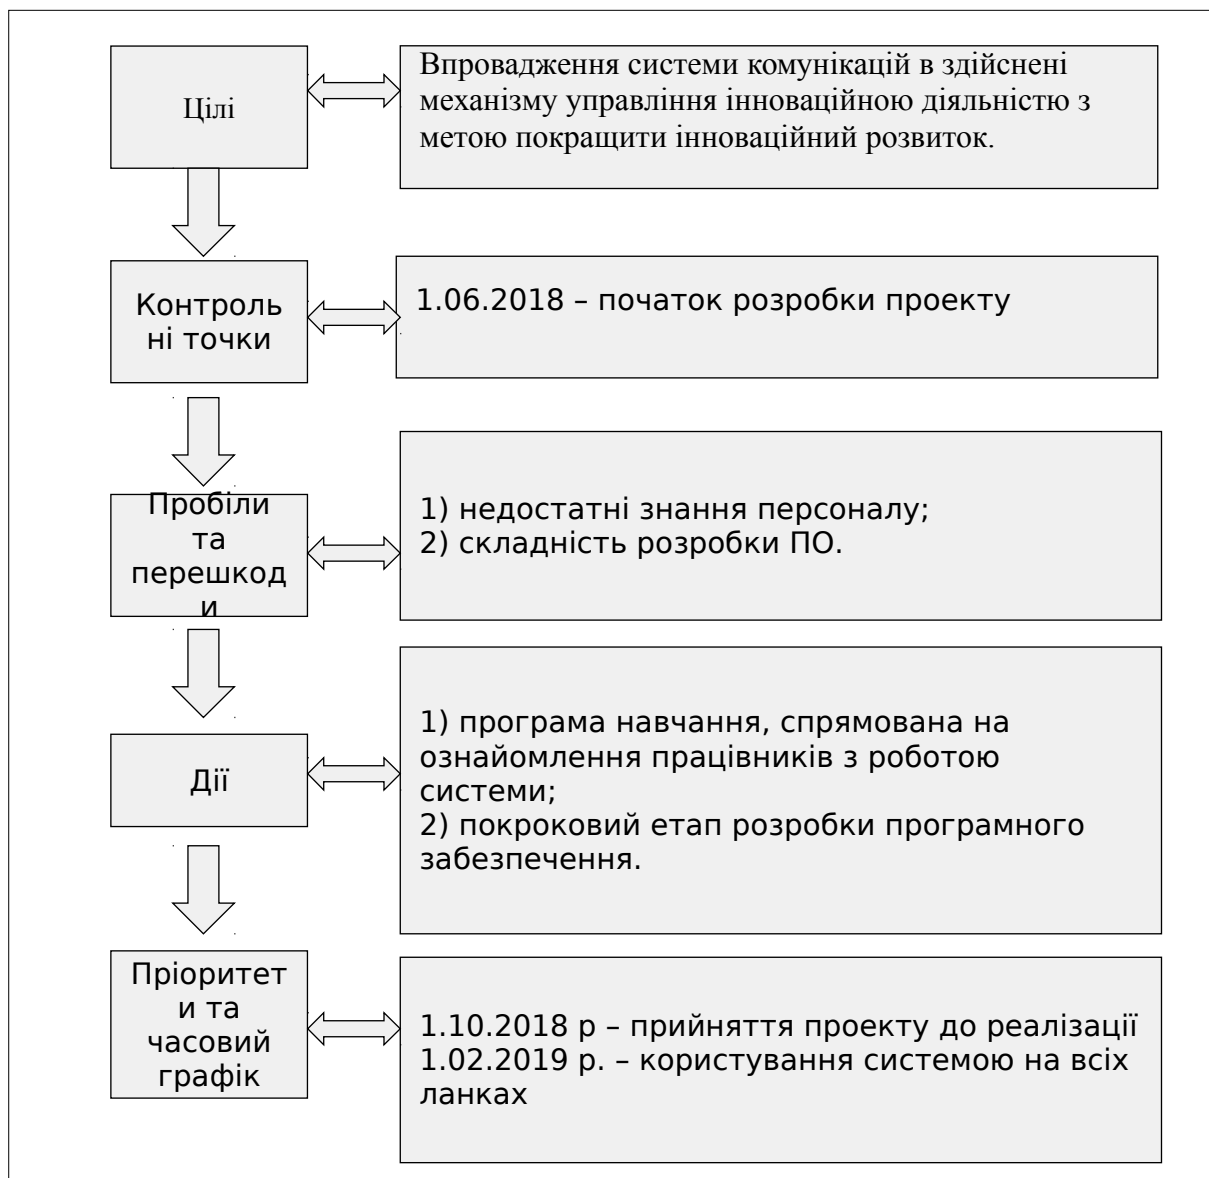 Цілі
Впровадження системи комунікацій в здійснені
механізму управління інноваційною діяльністю з
метою покращити інноваційний розвиток.
Контроль
ні точки
1.06.2018 – початок розробки проекту
Пробіли
та
перешкод
и
1) недостатні знання персоналу;
2) складність розробки ПО.
Дії
1) програма навчання, спрямована на
ознайомлення працівників з роботою
системи;
2) покроковий етап розробки програмного
забезпечення.
Пріоритет
и та
часовий
графік
1.10.2018 р – прийняття проекту до реалізації
1.02.2019 р. – користування системою на всіх
ланках